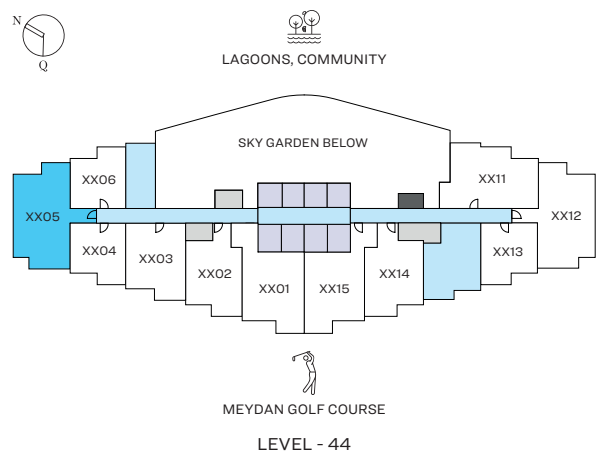 N
Q
LAGOONS, COMMUNITY
SKY GARDEN BELOW
XX06
XX11
XX05
XX12
XX04
XX03
XX02
XX01
XX15
XX14
XX13
MEYDAN GOLF COURSE
LEVEL - 44